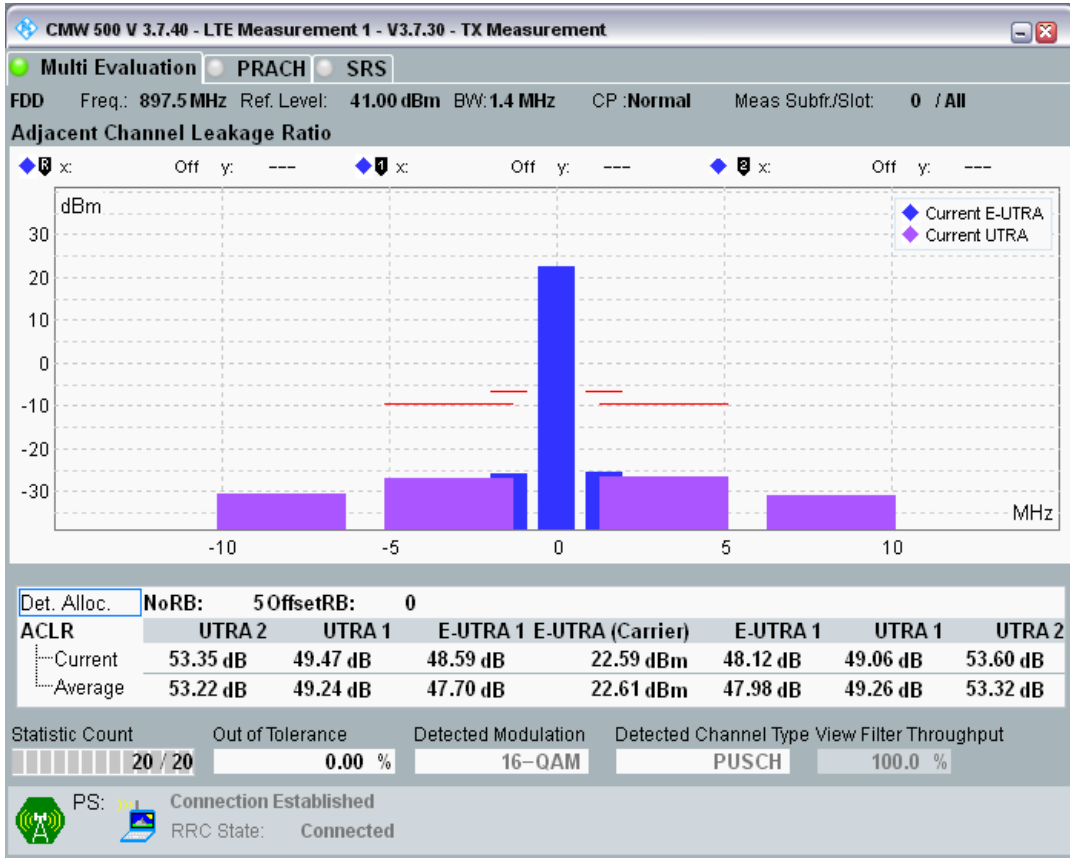 CMW 500 V 3.7.40 - LTE Measurement 1 - V3.7.30 - TX Measurement
Multi Evaluation PRACH SRS
FDD Freq.: 897.5 MHz Ref. Level: 41.00 dBm BW: 1.4 MHz CP :Normal Meas Subfr./Slot: 0 / All
Adjacent Channel Leakage Ratio
R x: Off y: --- 1 x: Off y: --- 2 x: Off y: ---
dBm
Current E-UTRA
Current UTRA
30
20
10
0
-10
-20
-30
MHz
-10 -5 0 5 10
Det. Alloc. NoRB: 5 OffsetRB: 0
ACLR UTRA 2 UTRA 1 E-UTRA 1 E-UTRA (Carrier) E-UTRA 1 UTRA 1 UTRA 2
Current 53.35 dB 49.47 dB 48.59 dB 22.59 dBm 48.12 dB 49.06 dB 53.60 dB
Average 53.22 dB 49.24 dB 47.70 dB 22.61 dBm 47.98 dB 49.26 dB 53.32 dB
Statistic Count Out of Tolerance Detected Modulation Detected Channel Type View Filter Throughput
20 / 20 0.00 % 16-QAM PUSCH 100.0 %
PS: Connection Established
RRC State: Connected